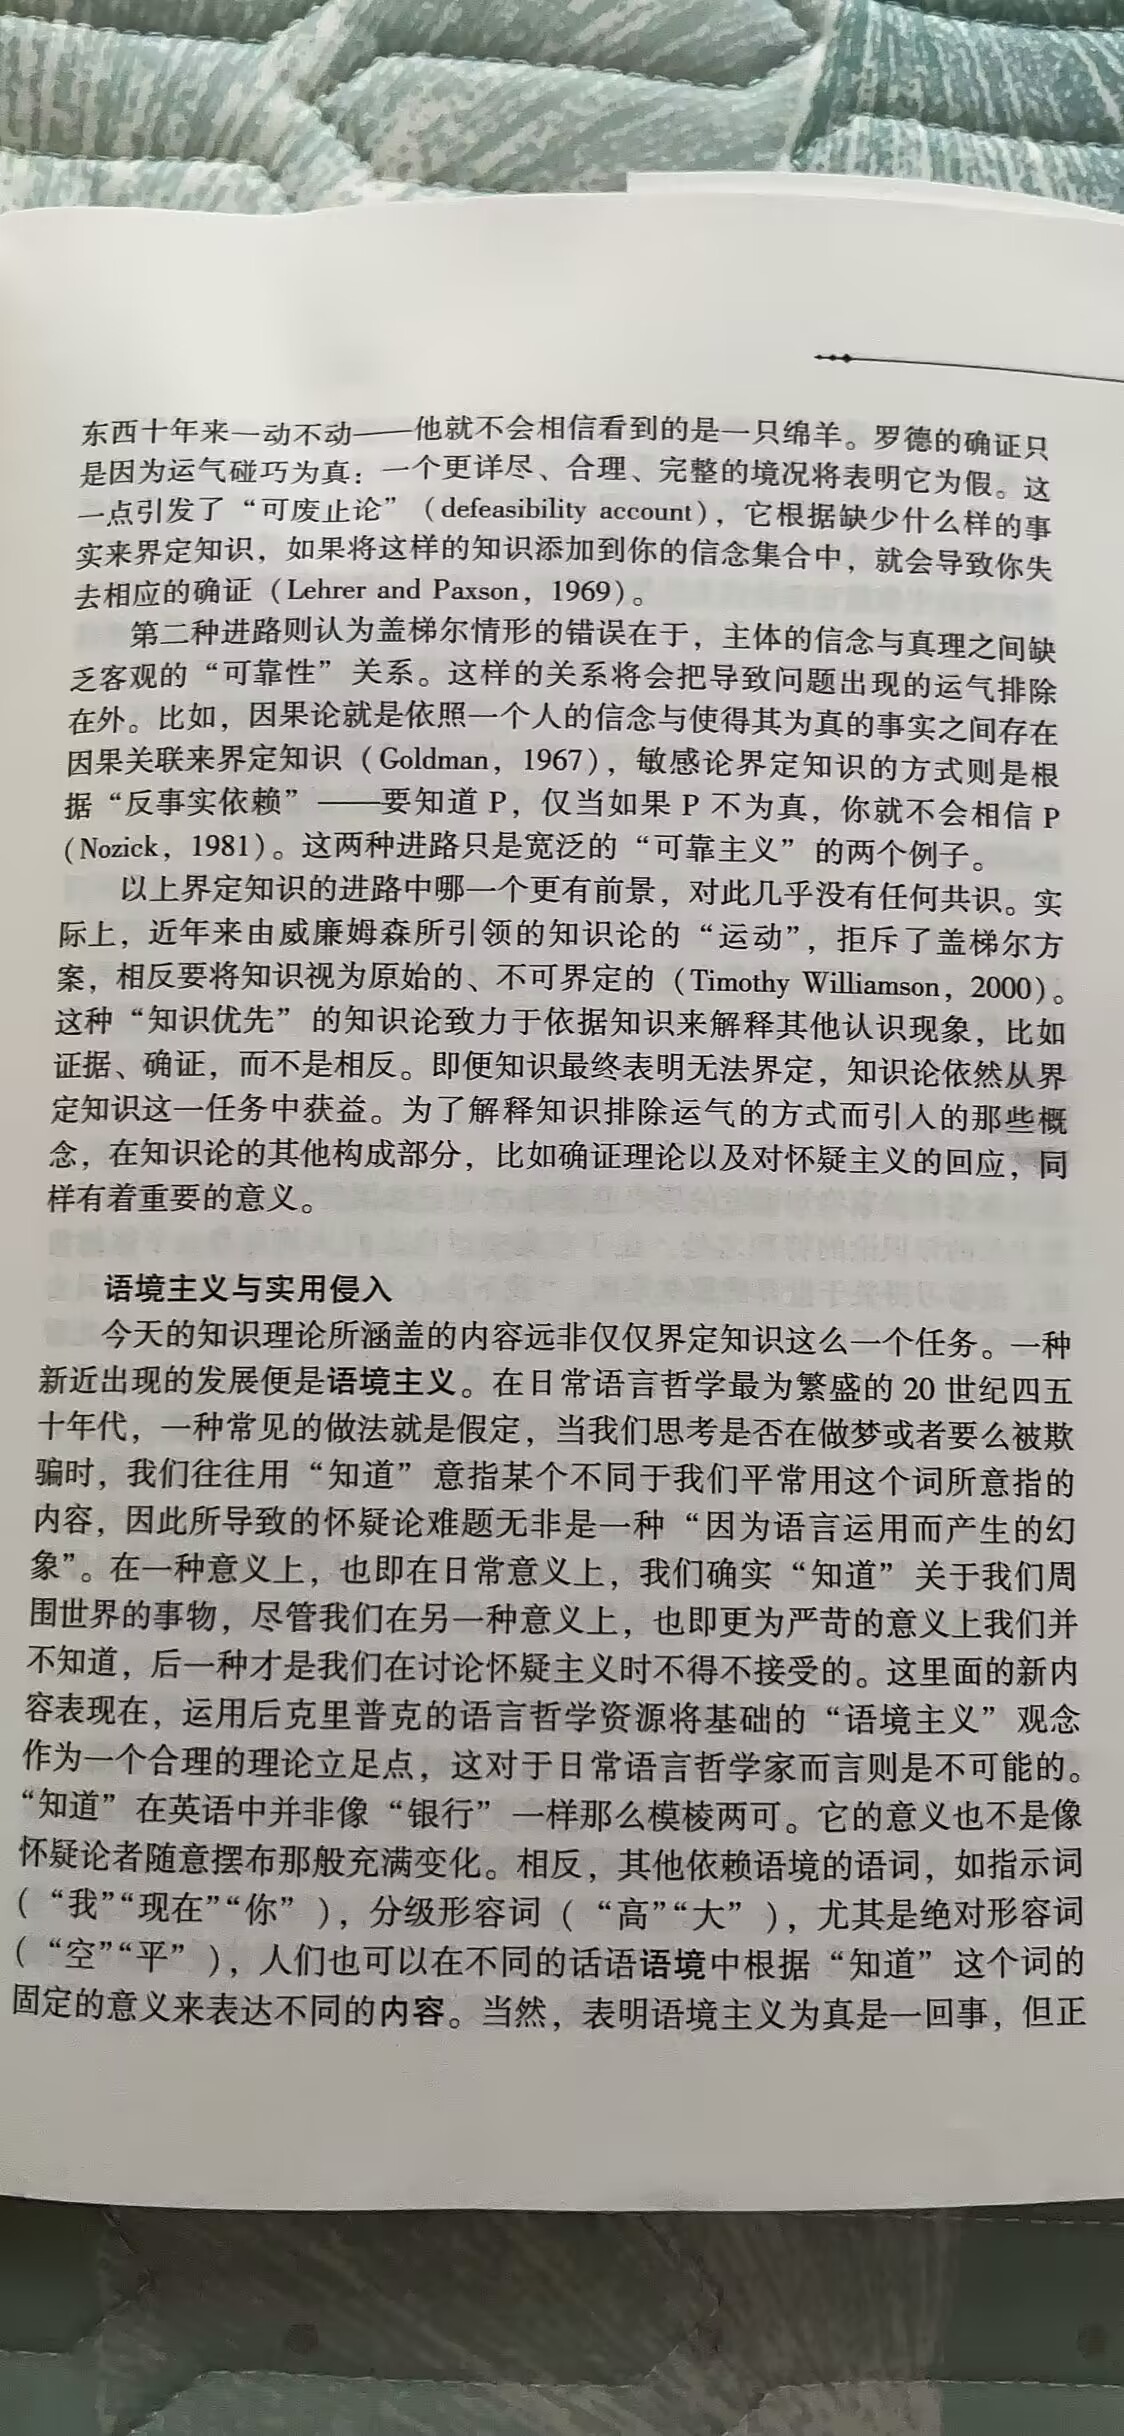 东西十年来一动不动——他就不会相信看到的是一只绵羊。罗德的确证只
是因为运气碰巧为真：一个更详尽、合理、完整的境况将表明它为假。这
一点引发了“可废止论”（defeasibility account），它根据缺少什么样的事
实来界定知识，如果将这样的知识添加到你的信念集合中，就会导致你失
去相应的确证（Lehrer and Paxson，1969）。
第二种进路则认为盖梯尔情形的错误在于，主体的信念与真理之间缺
乏客观的“可靠性”关系。这样的关系将会把导致问题出现的运气排除
在外。比如，因果论就是依照一个人的信念与使得其为真的事实之间存在
因果关联来界定知识（Goldman，1967），敏感论界定知识的方式则是根
据“反事实依赖”——要知道 P，仅当如果 P 不为真，你就不会相信 P
（Nozick，1981）。这两种进路只是宽泛的“可靠主义”的两个例子。
以上界定知识的进路中哪一个更有前景，对此几乎没有任何共识。实
际上，近年来由威廉姆森所引领的知识论的“运动”，拒斥了盖梯尔方
案，相反要将知识视为原始的、不可界定的（Timothy Williamson，2000）。
这种“知识优先”的知识论致力于依据知识来解释其他认识现象，比如
证据、确证，而不是相反。即便知识最终表明无法界定，知识论依然从界
定知识这一任务中获益。为了解释知识排除运气的方式而引入的那些概
念，在知识论的其他构成部分，比如确证理论以及对怀疑主义的回应，同
样有着重要的意义。
语境主义与实用侵入
今天的知识理论所涵盖的内容远非仅仅界定知识这么一个任务。一种
新近出现的发展便是语境主义。在日常语言哲学最为繁盛的 20 世纪四五
十年代，一种常见的做法就是假定，当我们思考是否在做梦或者要么被欺
骗时，我们往往用“知道”意指某个不同于我们平常用这个词所意指的
内容，因此所导致的怀疑论难题无非是一种“因为语言运用而产生的幻
象”。在一种意义上，也即在日常意义上，我们确实“知道”关于我们周
围世界的事物，尽管我们在另一种意义上，也即更为严苛的意义上我们并
不知道，后一种才是我们在讨论怀疑主义时不得不接受的。这里面的新内
容表现在，运用后克里普克的语言哲学资源将基础的“语境主义”观念
作为一个合理的理论立足点，这对于日常语言哲学家而言则是不可能的。
“知道”在英语中并非像“银行”一样那么模棱两可。它的意义也不是像
怀疑论者随意摆布那般充满变化。相反，其他依赖语境的语词，如指示词
（“我”“现在”“你”），分级形容词（“高”“大”），尤其是绝对形容词
（“空”“平”），人们也可以在不同的话语语境中根据“知道”这个词的
固定的意义来表达不同的内容。当然，表明语境主义为真是一回事，但正